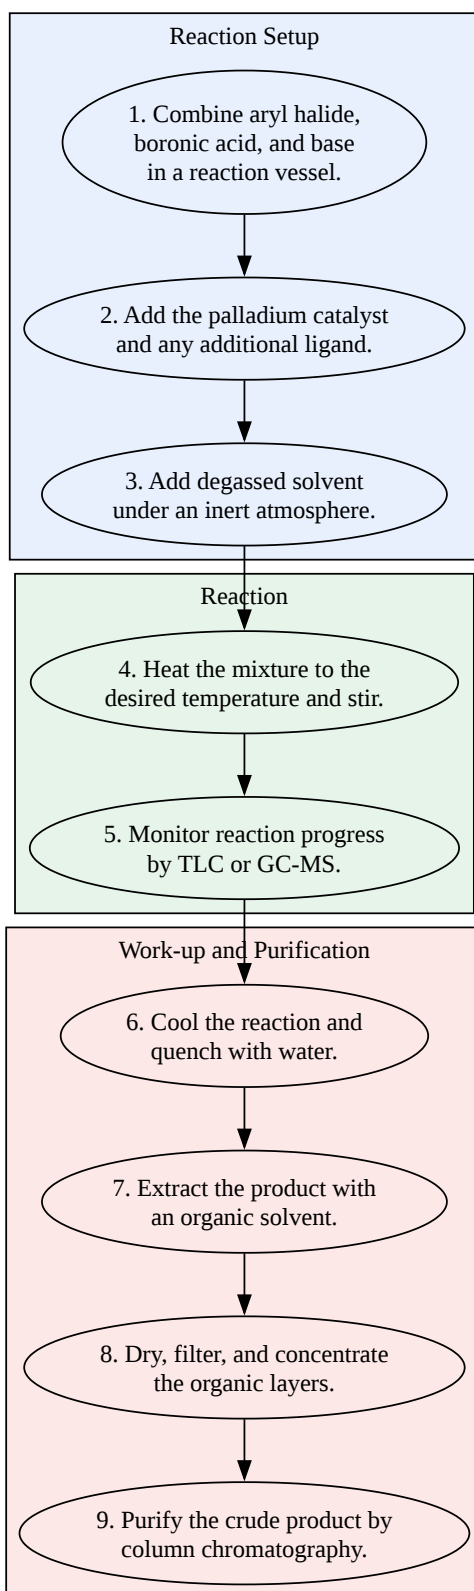 Reaction Setup
1. Combine aryl halide,
boronic acid, and base
in a reaction vessel.
2. Add the palladium catalyst
and any additional ligand.
3. Add degassed solvent
under an inert atmosphere.
Reaction
4. Heat the mixture to the
desired temperature and stir.
5. Monitor reaction progress
by TLC or GC-MS.
Work-up and Purification
6. Cool the reaction and
quench with water.
7. Extract the product with
an organic solvent.
8. Dry, filter, and concentrate
the organic layers.
9. Purify the crude product by
column chromatography.